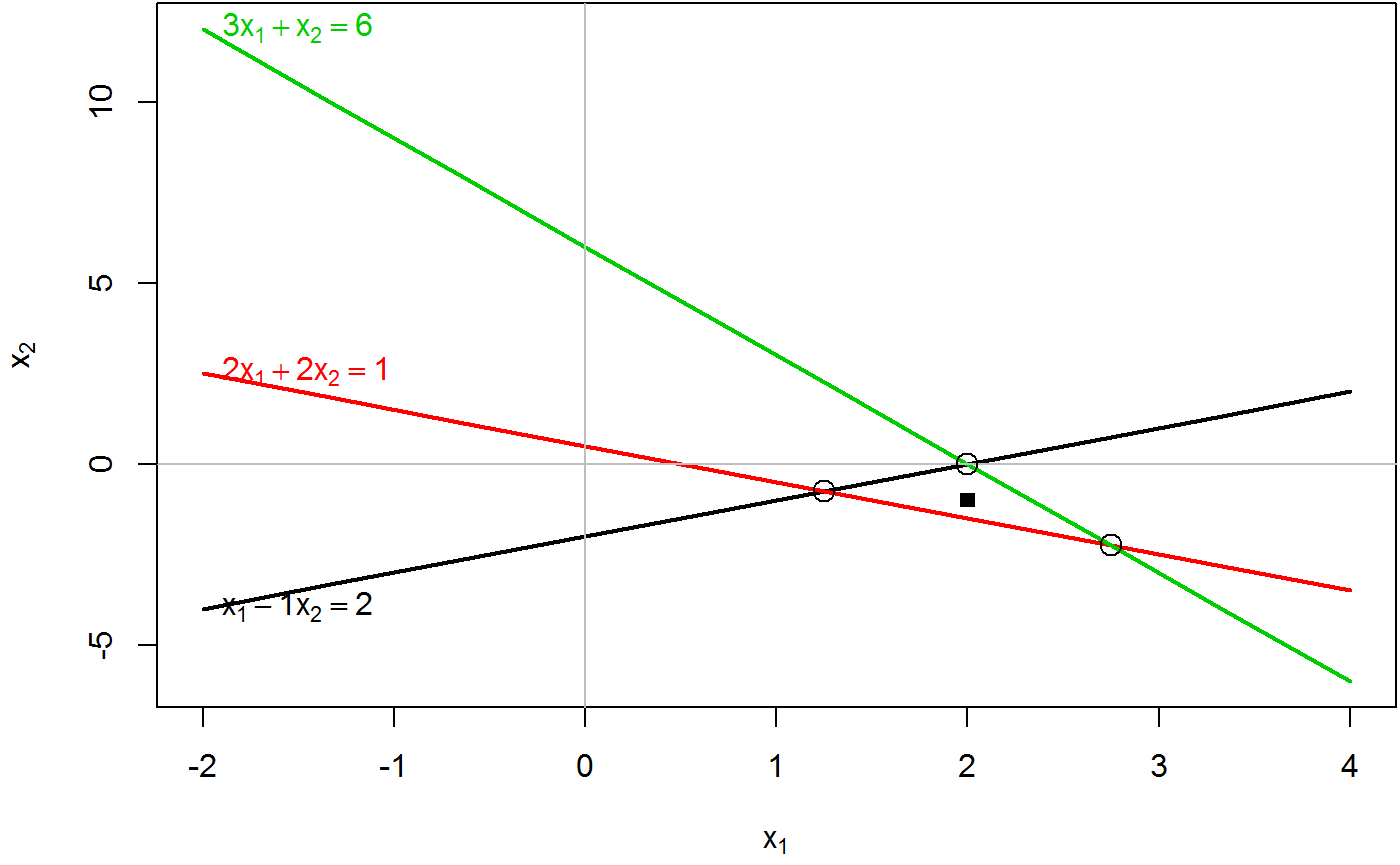 3x₁ + x₂ = 6
10
5
x₂
2x₁ + 2x₂ = 1
0
x₁ − 1x₂ = 2
-5
-2 -1 0 1 2 3 4
x₁